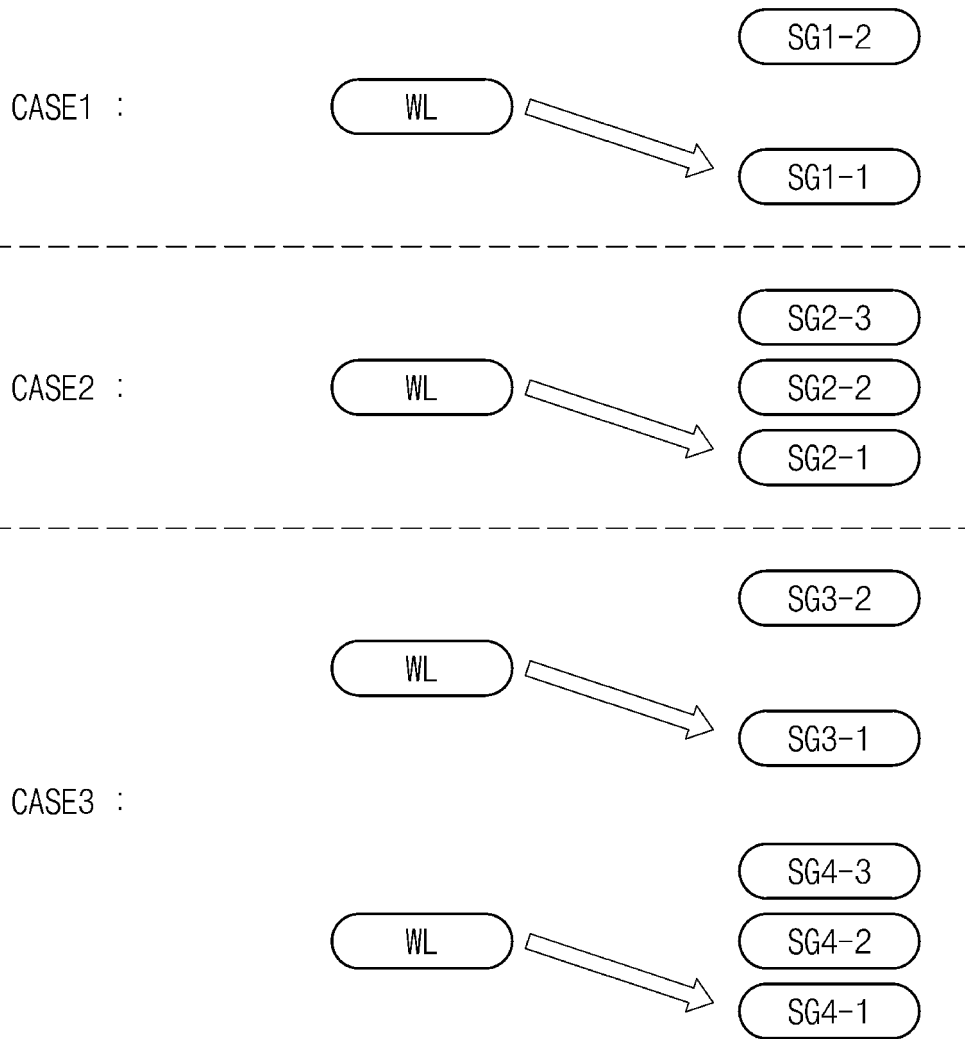 SG1-2
CASE1 :
WL
SG1-1
SG2-3
CASE2 :
WL
SG2-2
SG2-1
SG3-2
WL
SG3-1
CASE3 :
SG4-3
WL
SG4-2
SG4-1